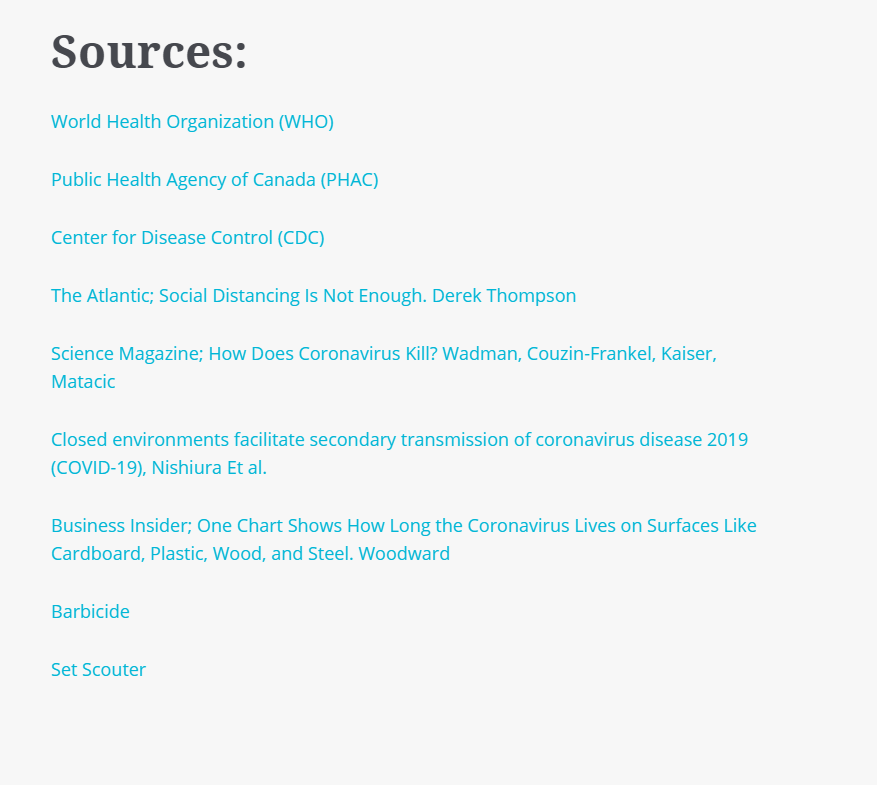 Sources:
World Health Organization (WHO)
Public Health Agency of Canada (PHAC)
Center for Disease Control (CDC)
The Atlantic; Social Distancing Is Not Enough. Derek Thompson
Science Magazine; How Does Coronavirus Kill? Wadman, Couzin-Frankel, Kaiser,
Matacic
Closed environments facilitate secondary transmission of coronavirus disease 2019
(COVID-19), Nishiura Et al.
Business Insider; One Chart Shows How Long the Coronavirus Lives on Surfaces Like
Cardboard, Plastic, Wood, and Steel. Woodward
Barbicide
Set Scouter